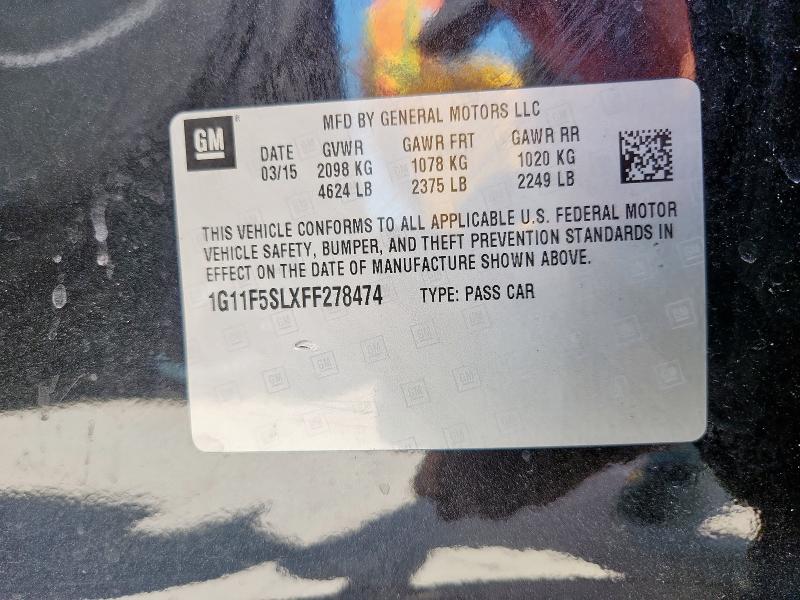 GM
MFD BY GENERAL MOTORS LLC
DATE GVWR GAWR FRT GAWR RR
03/15 2098 KG 1078 KG 1020 KG
4624 LB 2375 LB 2249 LB
THIS VEHICLE CONFORMS TO ALL APPLICABLE U.S. FEDERAL MOTOR
VEHICLE SAFETY, BUMPER, AND THEFT PREVENTION STANDARDS IN
EFFECT ON THE DATE OF MANUFACTURE SHOWN ABOVE.
1G11F5SLXFF278474 TYPE: PASS CAR